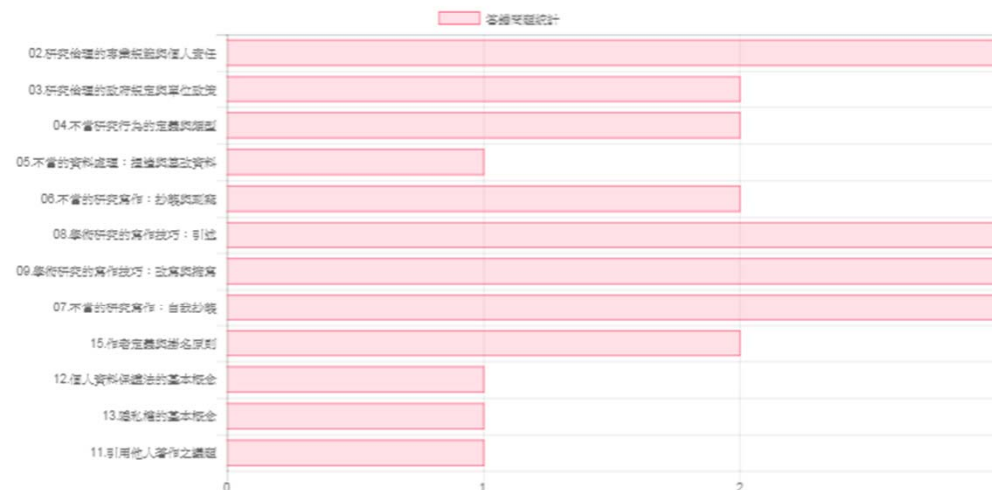 答錯問題統計
02.研究倫理的專業規範與個人責任
03.研究倫理的政府規定與單位政策
04.不當研究行為的定義與類型
05.不當的資料處理：捏造與篡改資料
06.不當的研究寫作：抄襲與剽竊
08.學術研究的寫作技巧：引述
09.學術研究的寫作技巧：改寫與摘寫
07.不當的研究寫作：自我抄襲
15.作者定義與掛名原則
12.個人資料保護法的基本概念
13.隱私權的基本概念
11.引用他人著作之議題
0 1 2